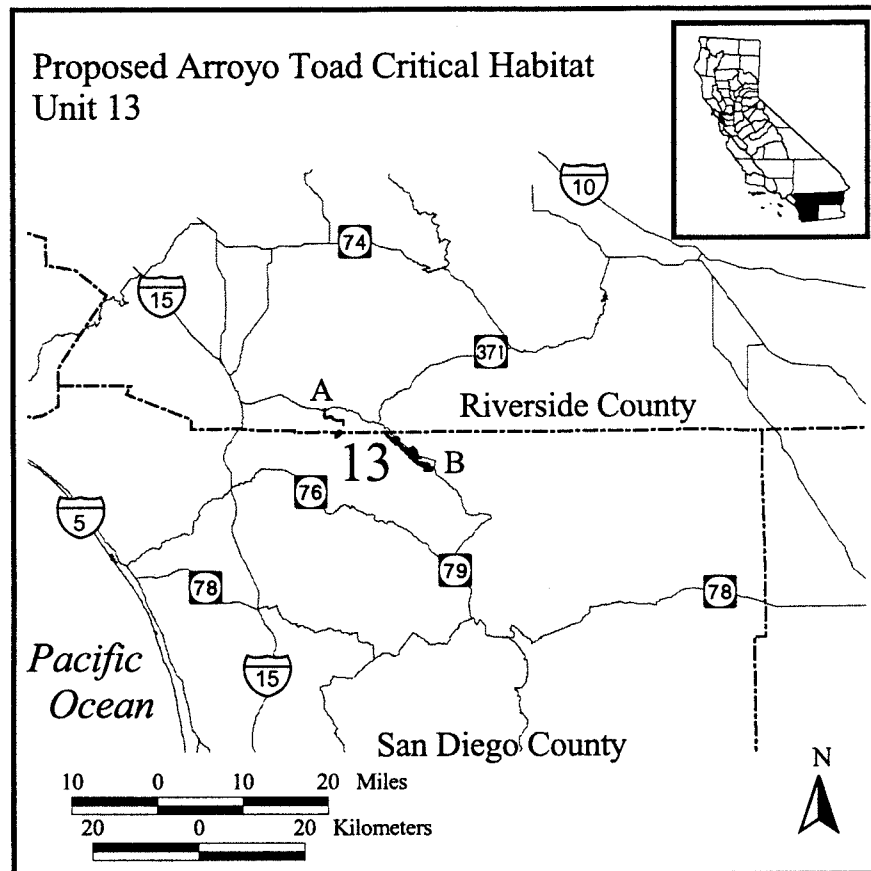 Proposed Arroyo Toad Critical Habitat
Unit 13
10
74
15
371
A
Riverside County
13
B
76
5
79
78
78
Pacific
Ocean
15
San Diego County
10 0 10 20 Miles
20 0 20 Kilometers
N